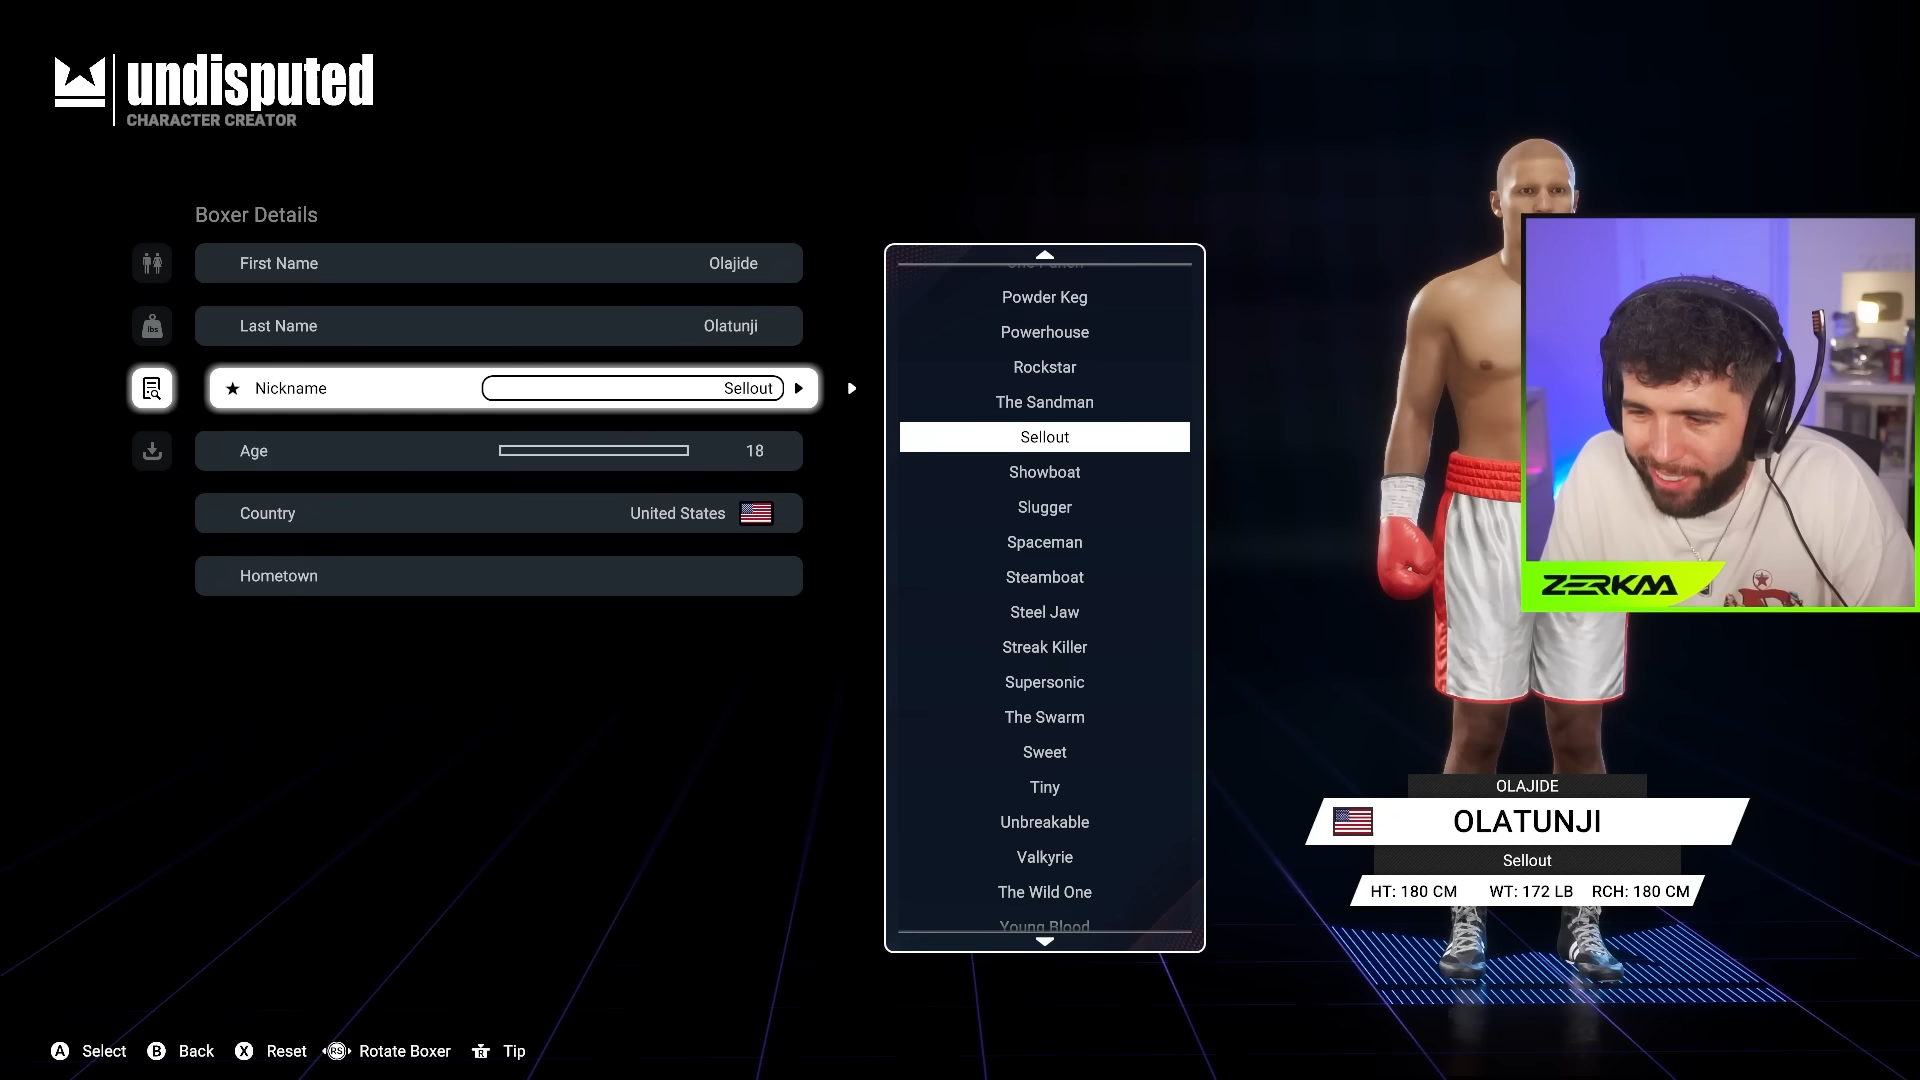 undisputed
CHARACTER CREATOR
Boxer Details
First Name Olajide
Last Name Olatunji
Nickname Sellout
Age 18
Country United States
Hometown
lbs
Powder Keg
Powerhouse
Rockstar
The Sandman
Sellout
Showboat
Slugger
Spaceman
Steamboat
Steel Jaw
Streak Killer
Supersonic
The Swarm
Sweet
Tiny
Unbreakable
Valkyrie
The Wild One
Young Blood
ZERKAA
OLAJIDE
OLATUNJI
Sellout
HT: 180 CM WT: 172 LB RCH: 180 CM
A Select B Back X Reset RS Rotate Boxer R Tip